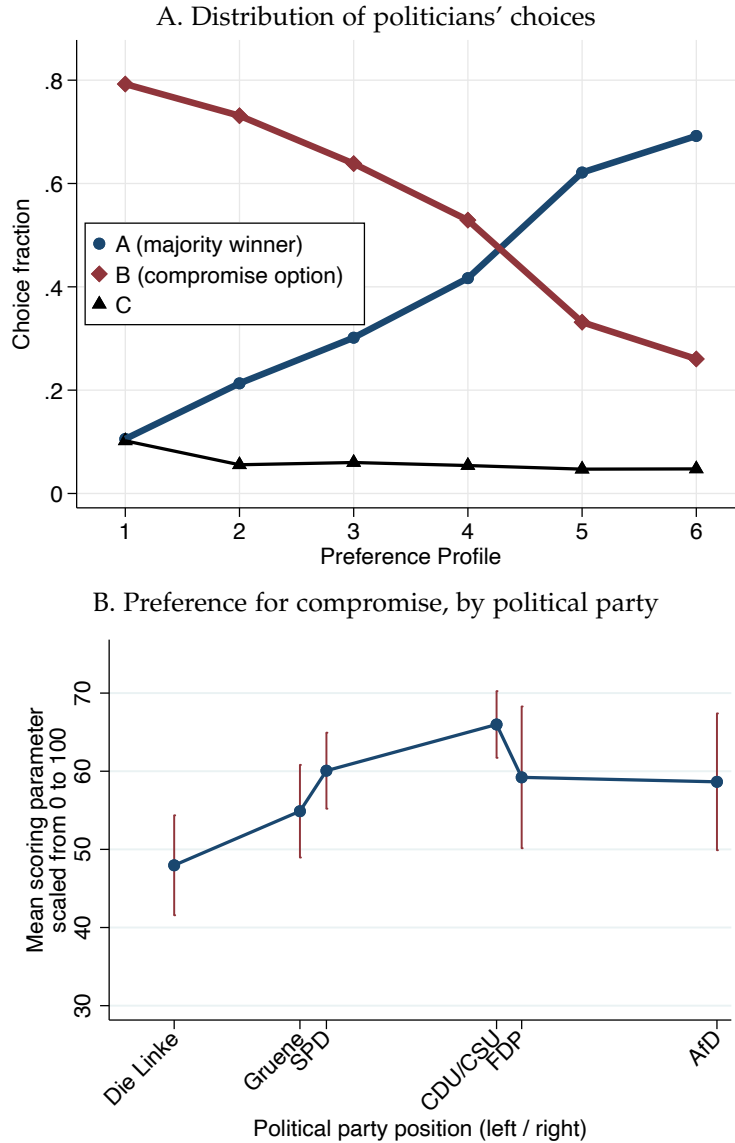 A. Distribution of politicians’ choices
.8
.6
.4
.2
0
Choice fraction
A (majority winner)
B (compromise option)
C
1 2 3 4 5 6
Preference Profile
B. Preference for compromise, by political party
70
60
50
40
30
Mean scoring parameter
scaled from 0 to 100
Die Linke
Gruene
SPD
CDU/CSU
FDP
AfD
Political party position (left / right)